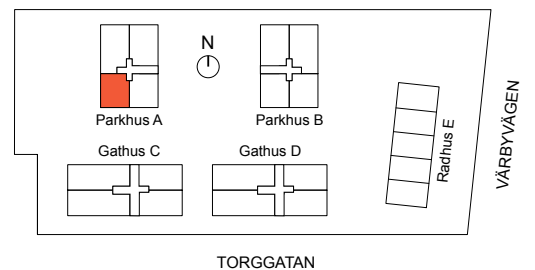 N
Parkhus A
Parkhus B
Gathus C
Gathus D
Radhus E
VÄRBYVÄGEN
TORGGATAN